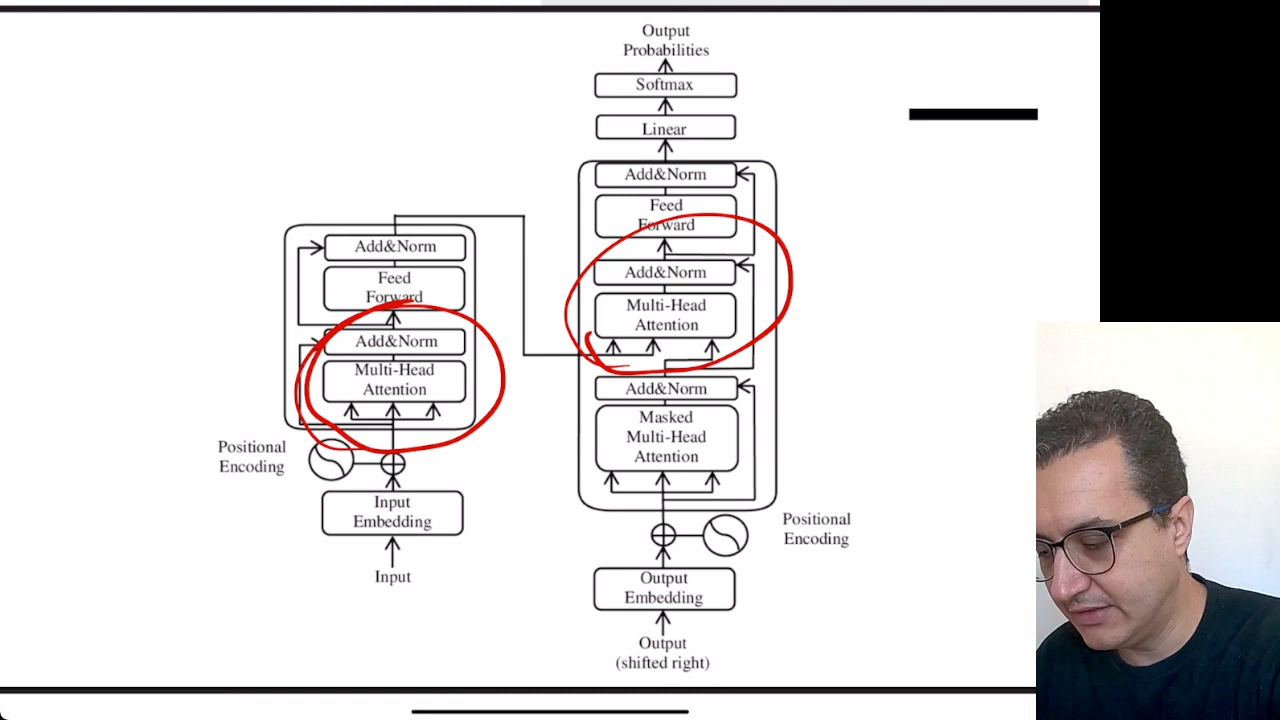 Output
Probabilities
Softmax
Linear
Add&Norm
Feed
Forward
Add&Norm
Multi-Head
Attention
Add&Norm
Masked
Multi-Head
Attention
Positional
Encoding
Output
Embedding
Output
(shifted right)
Add&Norm
Feed
Forward
Add&Norm
Multi-Head
Attention
Positional
Encoding
Input
Embedding
Input